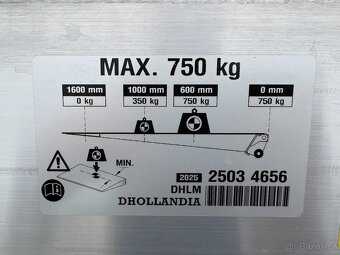 MAX. 750 kg
1600 mm 1000 mm 600 mm 0 mm
0 kg 350 kg 750 kg 750 kg
MIN.
2025 2503 4656
DHLM
DHOLLANDIA